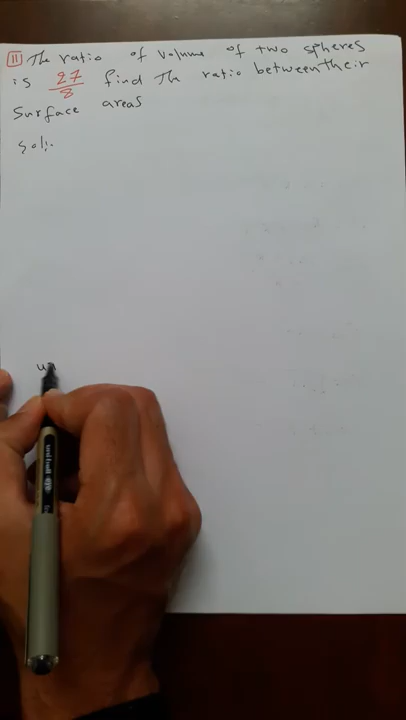 11 The ratio of volume of two spheres
is 27/8 find The ratio between their
surface areas
sol: